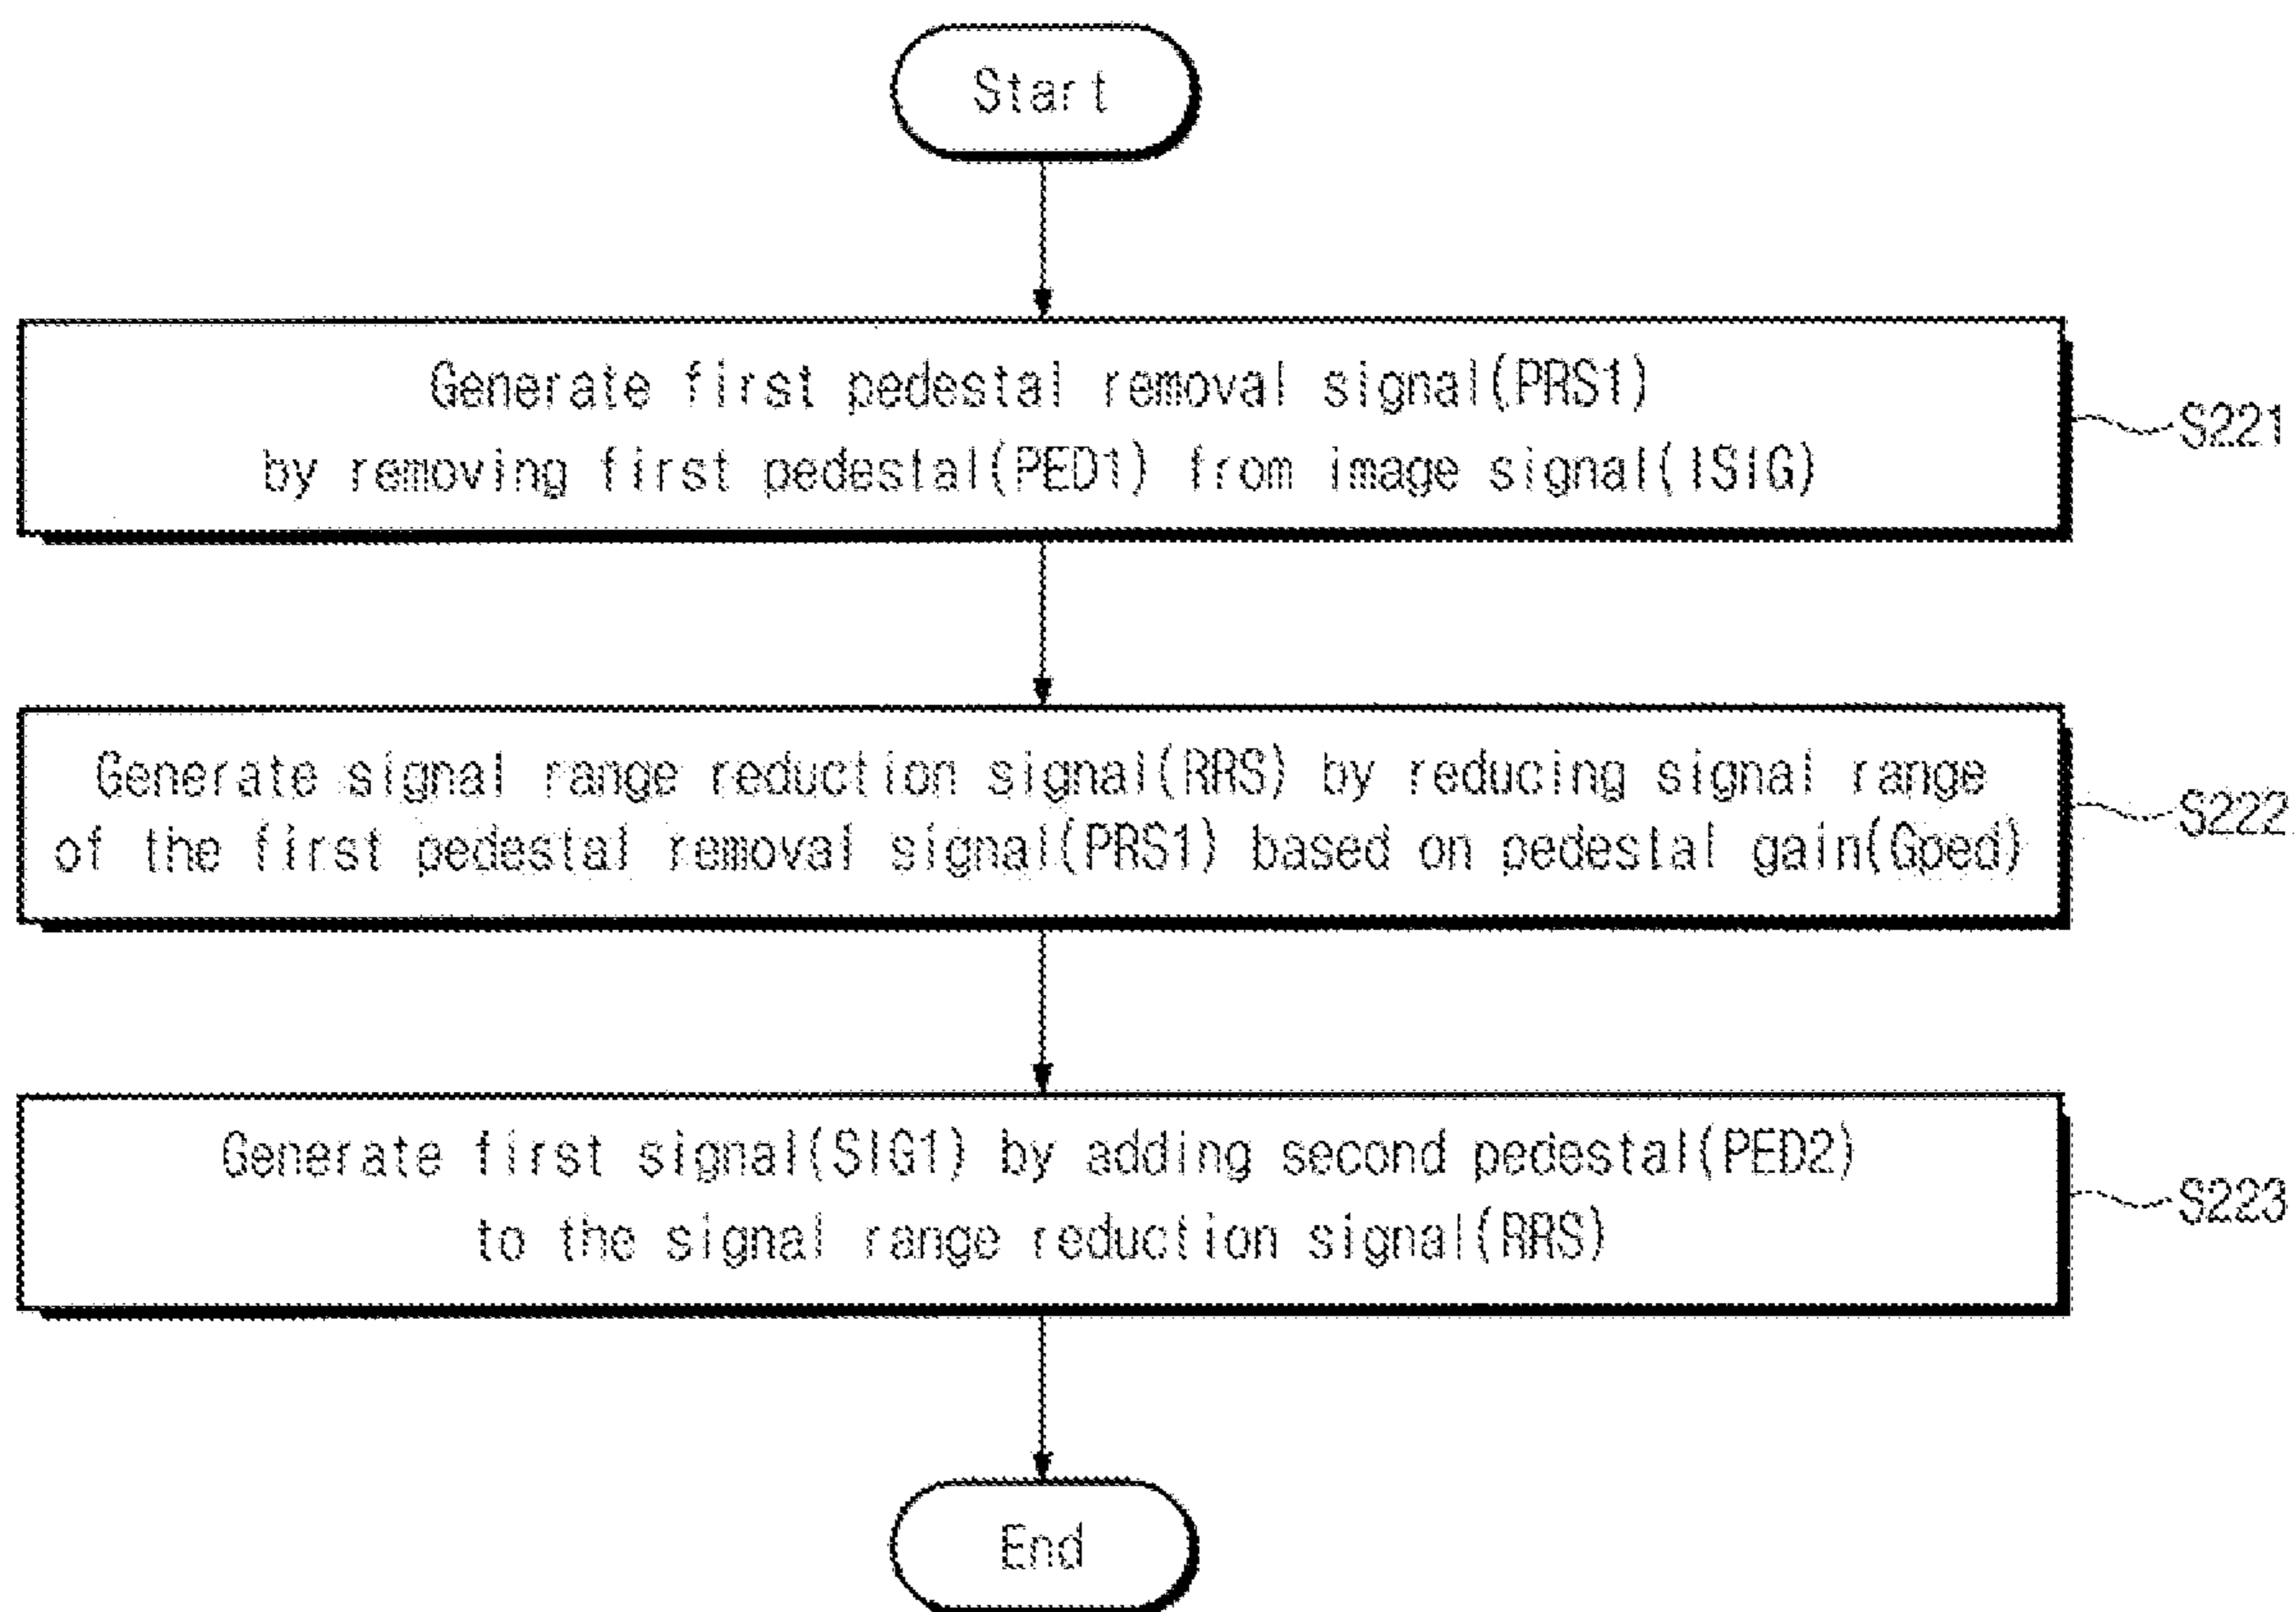 Start
Generate first pedestal removal signal(PRS1)
by removing first pedestal(PED1) from image signal(ISIG)
S221
Generate signal range reduction signal(RRS) by reducing signal range
of the first pedestal removal signal(PRS1) based on pedestal gain(Gped)
S222
Generate first signal(SIG1) by adding second pedestal(PED2)
to the signal range reduction signal(RRS)
S223
End